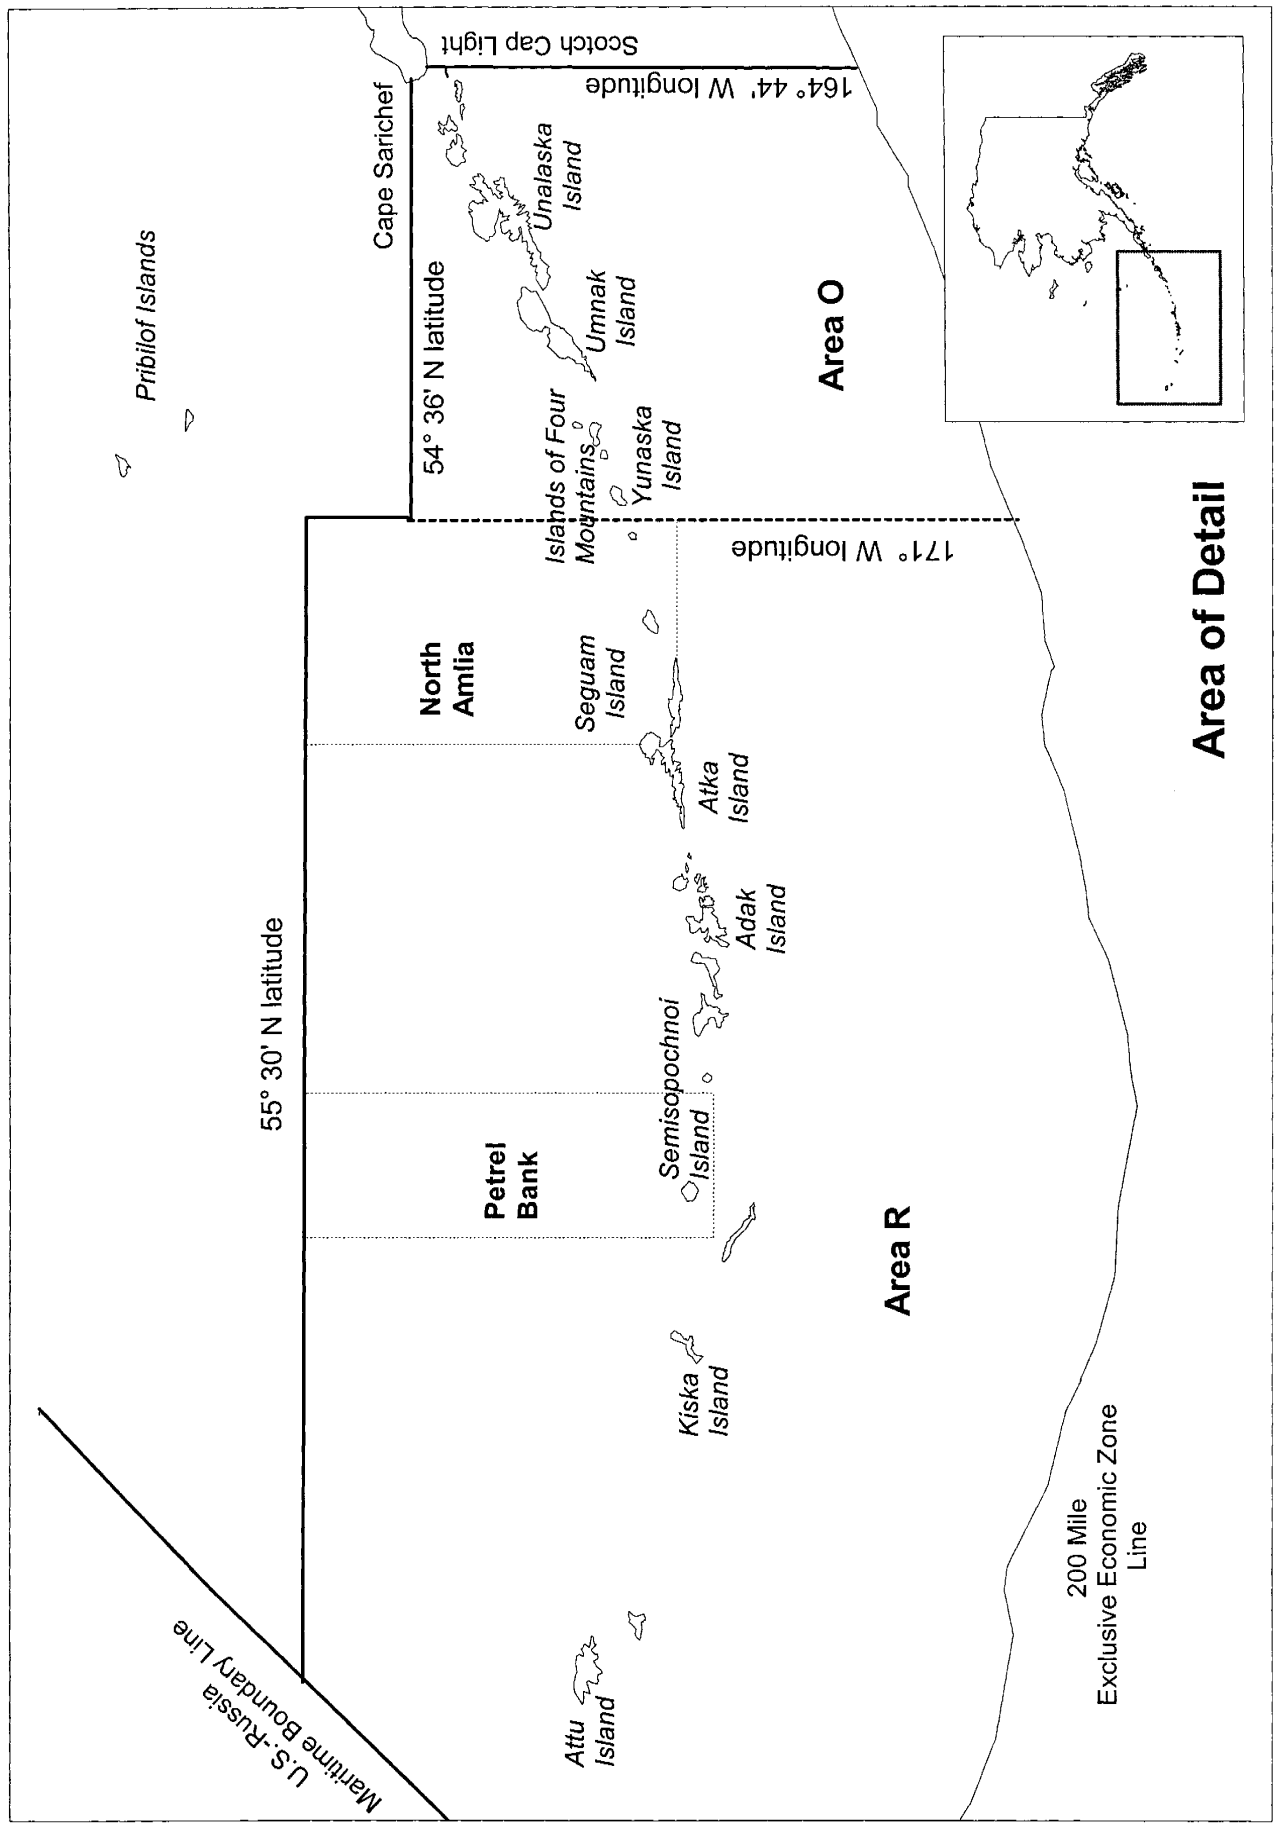 Pribilof Islands
Cape Sarichef
Scotch Cap Light
54° 36' N latitude
164° 44' W longitude
Unalaska
Island
Umnak
Island
Islands of Four
Mountains
Yunaska
Island
Area O
55° 30' N latitude
171° W longitude
North
Amlia
Seguam
Island
Atka
Island
Adak
Island
Petrel
Bank
Semisopochnoi
Island
Area R
Kiska
Island
Attu
Island
U.S.-Russia
Maritime Boundary Line
200 Mile
Exclusive Economic Zone
Line
Area of Detail